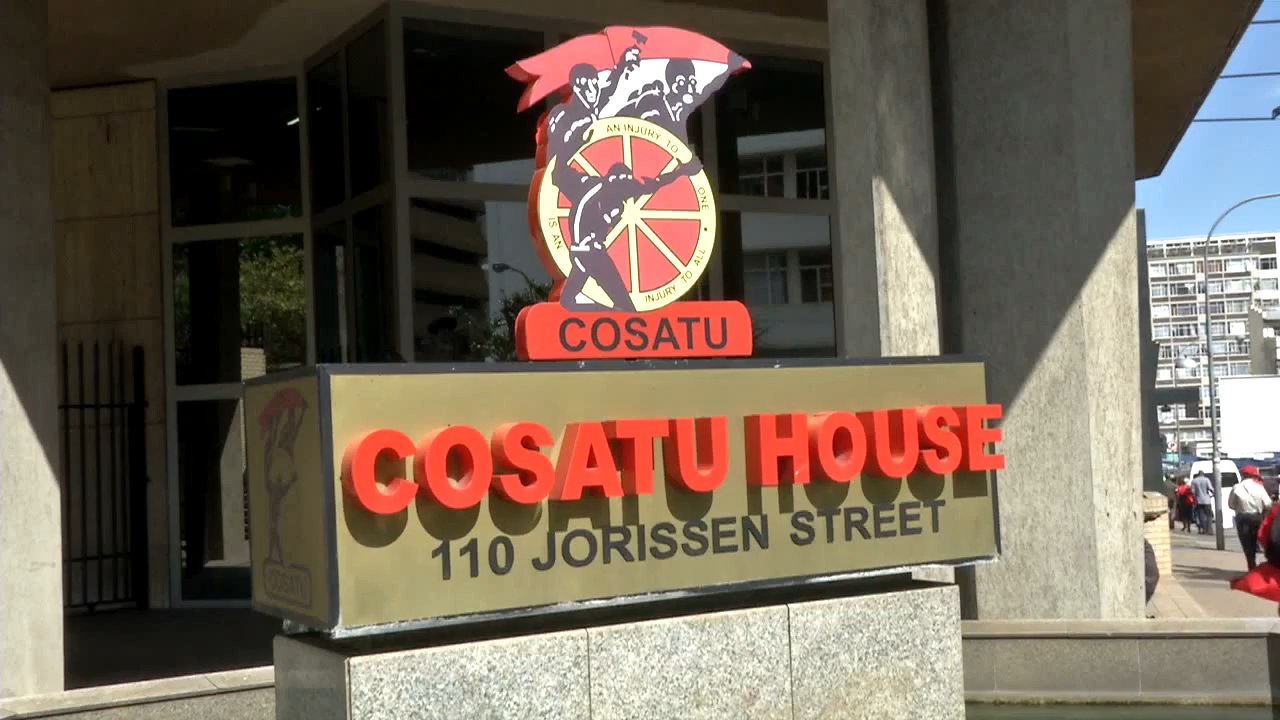 AN INJURY TO ONE IS AN INJURY TO ALL
COSATU
COSATU HOUSE
110 JORISSEN STREET
COSATU